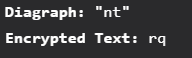 Diagraph: "nt"
Encrypted Text: rq